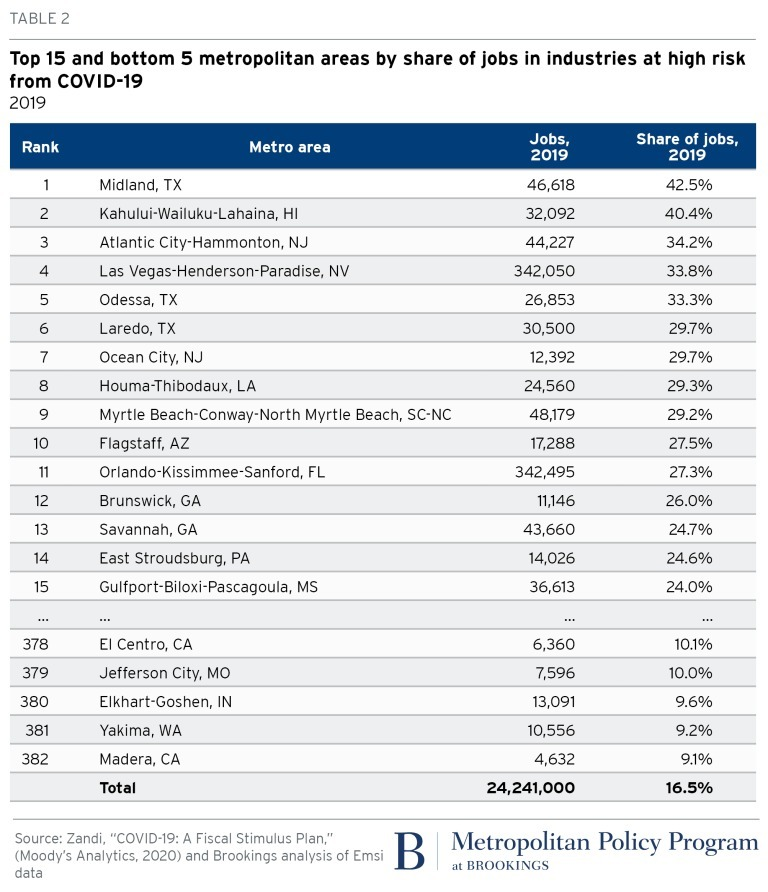 TABLE 2
Top 15 and bottom 5 metropolitan areas by share of jobs in industries at high risk
from COVID-19
2019
Rank Metro area Jobs, 2019 Share of jobs, 2019
1 Midland, TX 46,618 42.5%
2 Kahului-Wailuku-Lahaina, HI 32,092 40.4%
3 Atlantic City-Hammonton, NJ 44,227 34.2%
4 Las Vegas-Henderson-Paradise, NV 342,050 33.8%
5 Odessa, TX 26,853 33.3%
6 Laredo, TX 30,500 29.7%
7 Ocean City, NJ 12,392 29.7%
8 Houma-Thibodaux, LA 24,560 29.3%
9 Myrtle Beach-Conway-North Myrtle Beach, SC-NC 48,179 29.2%
10 Flagstaff, AZ 17,288 27.5%
11 Orlando-Kissimmee-Sanford, FL 342,495 27.3%
12 Brunswick, GA 11,146 26.0%
13 Savannah, GA 43,660 24.7%
14 East Stroudsburg, PA 14,026 24.6%
15 Gulfport-Biloxi-Pascagoula, MS 36,613 24.0%
... ... ... ...
378 El Centro, CA 6,360 10.1%
379 Jefferson City, MO 7,596 10.0%
380 Elkhart-Goshen, IN 13,091 9.6%
381 Yakima, WA 10,556 9.2%
382 Madera, CA 4,632 9.1%
Total 24,241,000 16.5%
Source: Zandi, “COVID-19: A Fiscal Stimulus Plan,”
(Moody’s Analytics, 2020) and Brookings analysis of Emsi
data
B
Metropolitan Policy Program
at BROOKINGS